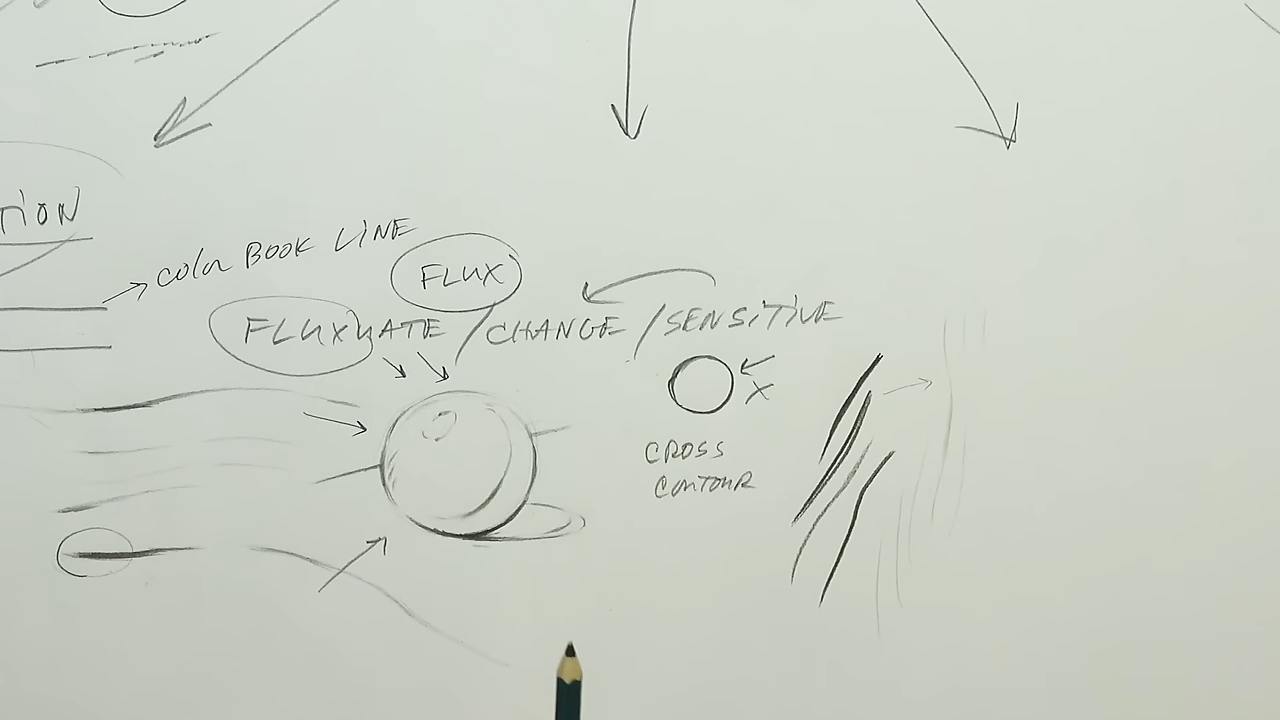 TION
color BOOK LINE
FLUX
FLUXUATE / CHANGE / SENSITIVE
X
CROSS
CONTOUR